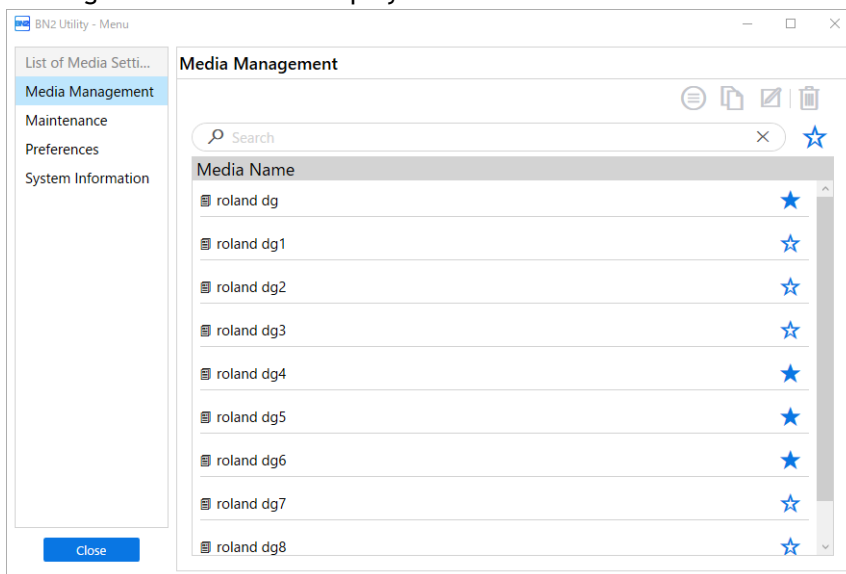 BN2 BN2 Utility - Menu
List of Media Setti...
Media Management
Maintenance
Preferences
System Information
Close
Media Management
Search
Media Name
roland dg
roland dg1
roland dg2
roland dg3
roland dg4
roland dg5
roland dg6
roland dg7
roland dg8